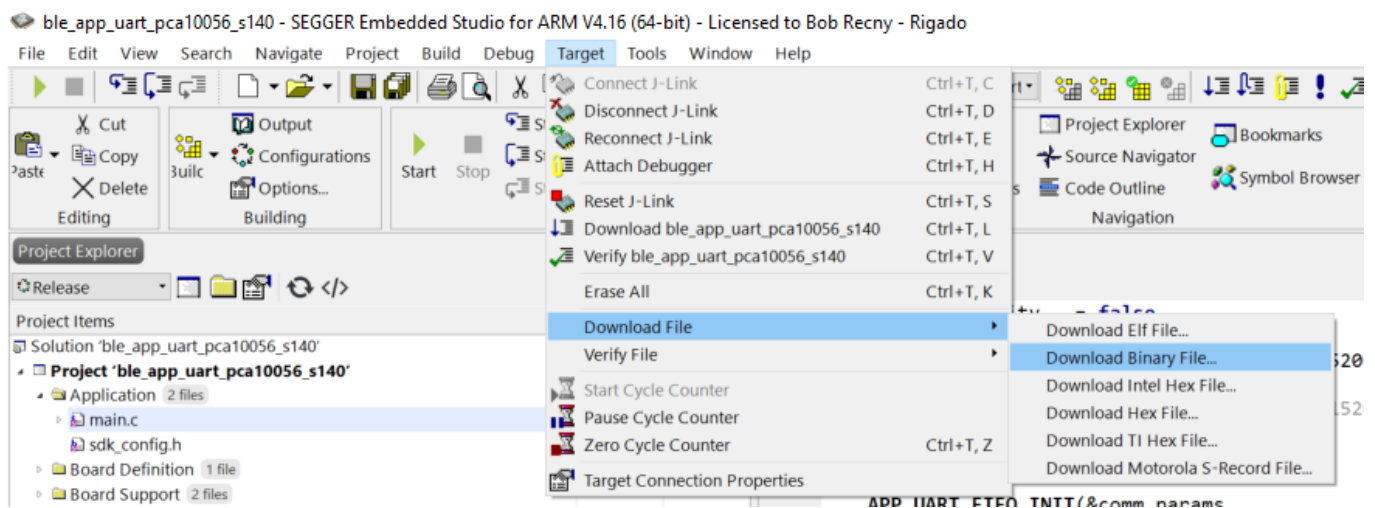 ble_app_uart_pca10056_s140 - SEGGER Embedded Studio for ARM V4.16 (64-bit) - Licensed to Bob Recny - Rigado
File Edit View Search Navigate Project Build Debug Target Tools Window Help
Cut
Copy
Delete
Paste
Editing
Output
Configurations
Options...
Building
Start Stop
Project Explorer
Source Navigator
Code Outline
Bookmarks
Symbol Browser
Navigation
Connect J-Link Ctrl+T, C
Disconnect J-Link Ctrl+T, D
Reconnect J-Link Ctrl+T, E
Attach Debugger Ctrl+T, H
Reset J-Link Ctrl+T, S
Download ble_app_uart_pca10056_s140 Ctrl+T, L
Verify ble_app_uart_pca10056_s140 Ctrl+T, V
Erase All Ctrl+T, K
Download File
Verify File
Start Cycle Counter
Pause Cycle Counter
Zero Cycle Counter Ctrl+T, Z
Target Connection Properties
Download Elf File...
Download Binary File...
Download Intel Hex File...
Download Hex File...
Download TI Hex File...
Download Motorola S-Record File...
Project Explorer
Release
Project Items
Solution 'ble_app_uart_pca10056_s140'
Project 'ble_app_uart_pca10056_s140'
Application 2 files
main.c
sdk_config.h
Board Definition 1 file
Board Support 2 files
= false
APP_UART_FIFO_INIT(&comm_params